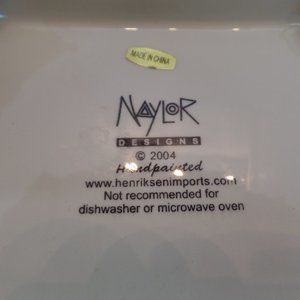 MADE IN CHINA
NAYLOR
DESIGNS
© 2004
Handpainted
www.henriksenimports.com
Not recommended for
dishwasher or microwave oven